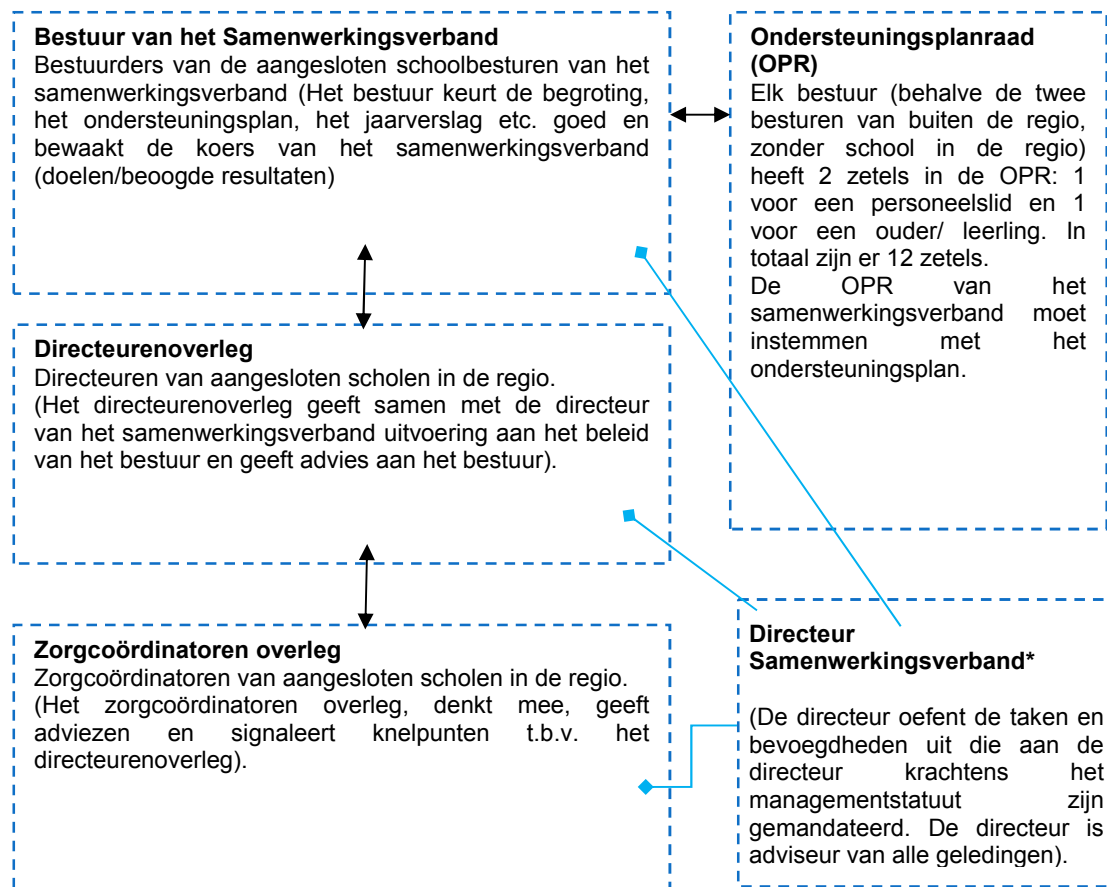 Bestuur van het Samenwerkingsverband
Bestuurders van de aangesloten schoolbesturen van het
samenwerkingsverband (Het bestuur keurt de begroting,
het ondersteuningsplan, het jaarverslag etc. goed en
bewaakt de koers van het samenwerkingsverband
(doelen/beoogde resultaten)
Ondersteuningsplanraad
(OPR)
Elk bestuur (behalve de twee
besturen van buiten de regio,
zonder school in de regio)
heeft 2 zetels in de OPR: 1
voor een personeelslid en 1
voor een ouder/ leerling. In
totaal zijn er 12 zetels.
De OPR van het
samenwerkingsverband moet
instemmen met het
ondersteuningsplan.
Directeurenoverleg
Directeuren van aangesloten scholen in de regio.
(Het directeurenoverleg geeft samen met de directeur
van het samenwerkingsverband uitvoering aan het beleid
van het bestuur en geeft advies aan het bestuur).
Zorgcoördinatoren overleg
Zorgcoördinatoren van aangesloten scholen in de regio.
(Het zorgcoördinatoren overleg, denkt mee, geeft
adviezen en signaleert knelpunten t.b.v. het
directeurenoverleg).
Directeur
Samenwerkingsverband*
(De directeur oefent de taken en
bevoegdheden uit die aan de
directeur krachtens het
managementstatuut zijn
gemandateerd. De directeur is
adviseur van alle geledingen).